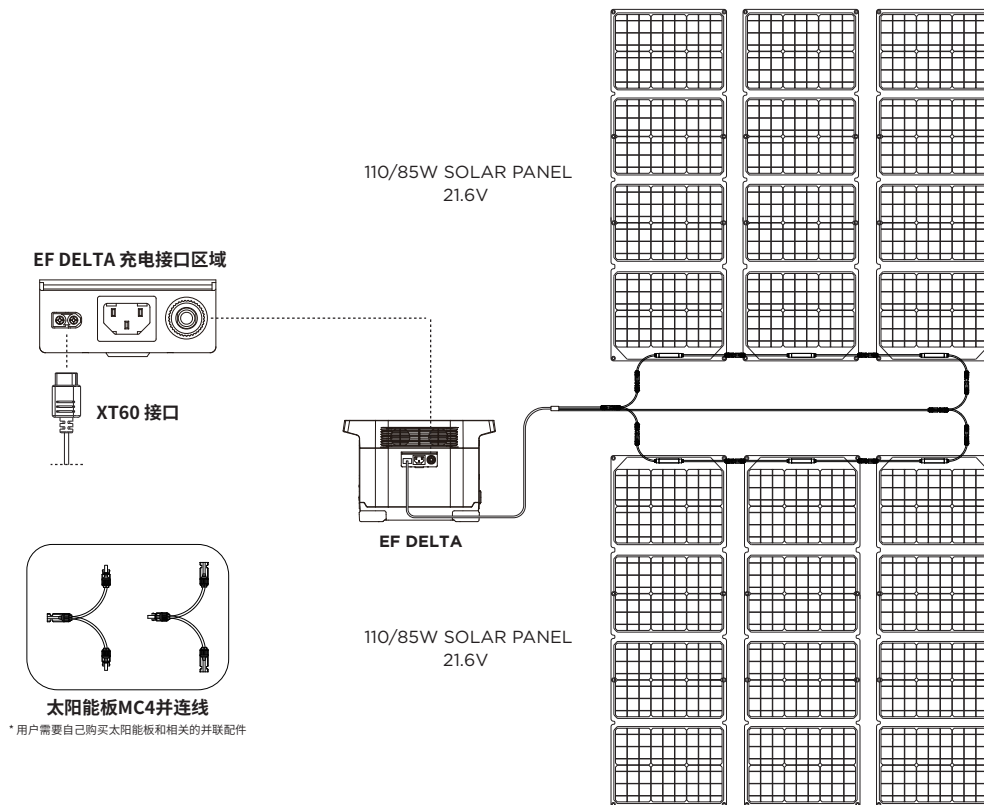 110/85W SOLAR PANEL
21.6V
EF DELTA 充电接口区域
XT60 接口
EF DELTA
110/85W SOLAR PANEL
21.6V
太阳能板MC4并连线
* 用户需要自己购买太阳能板和相关的并联配件